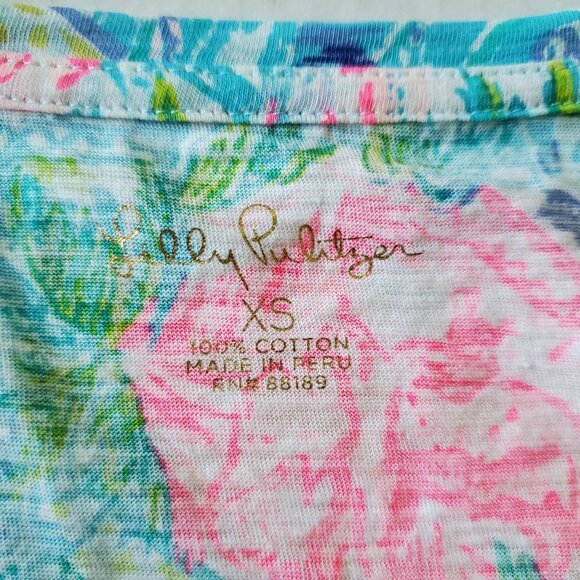 Lilly Pulitzer
XS
100% COTTON
MADE IN PERU
RN# 88189